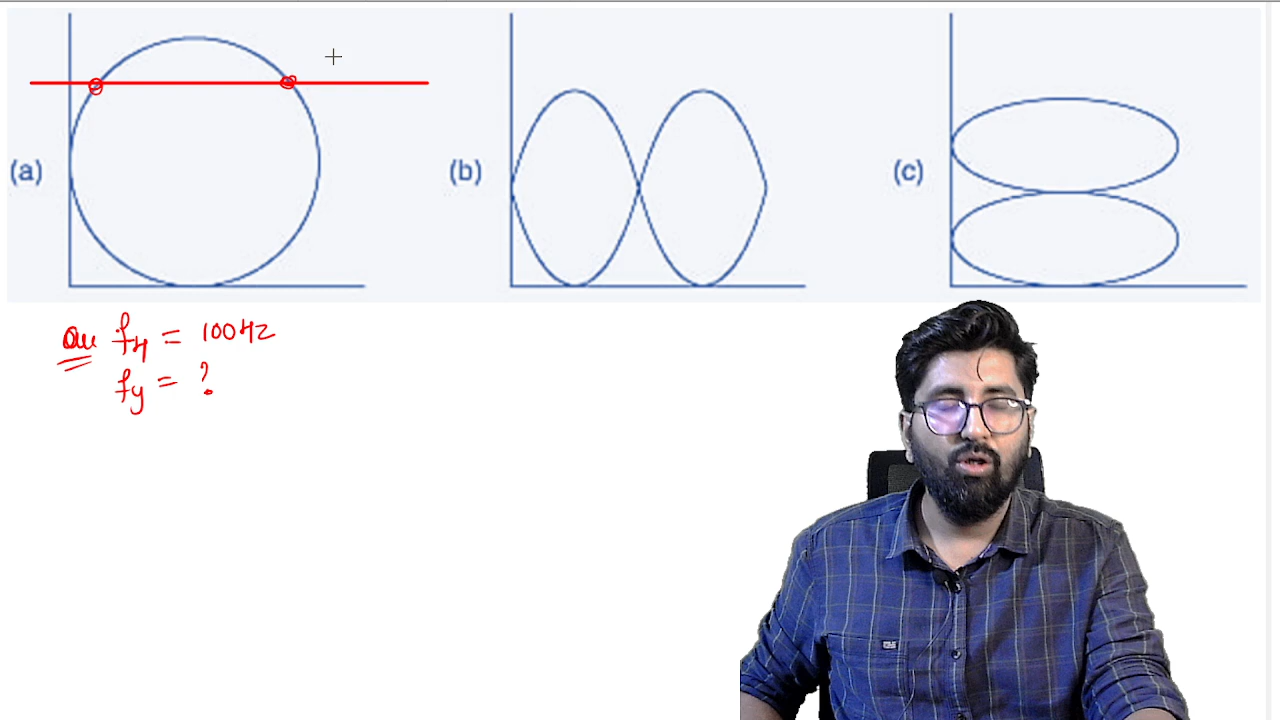 (a)
(b)
(c)
Qu fH = 100Hz
fy = ?